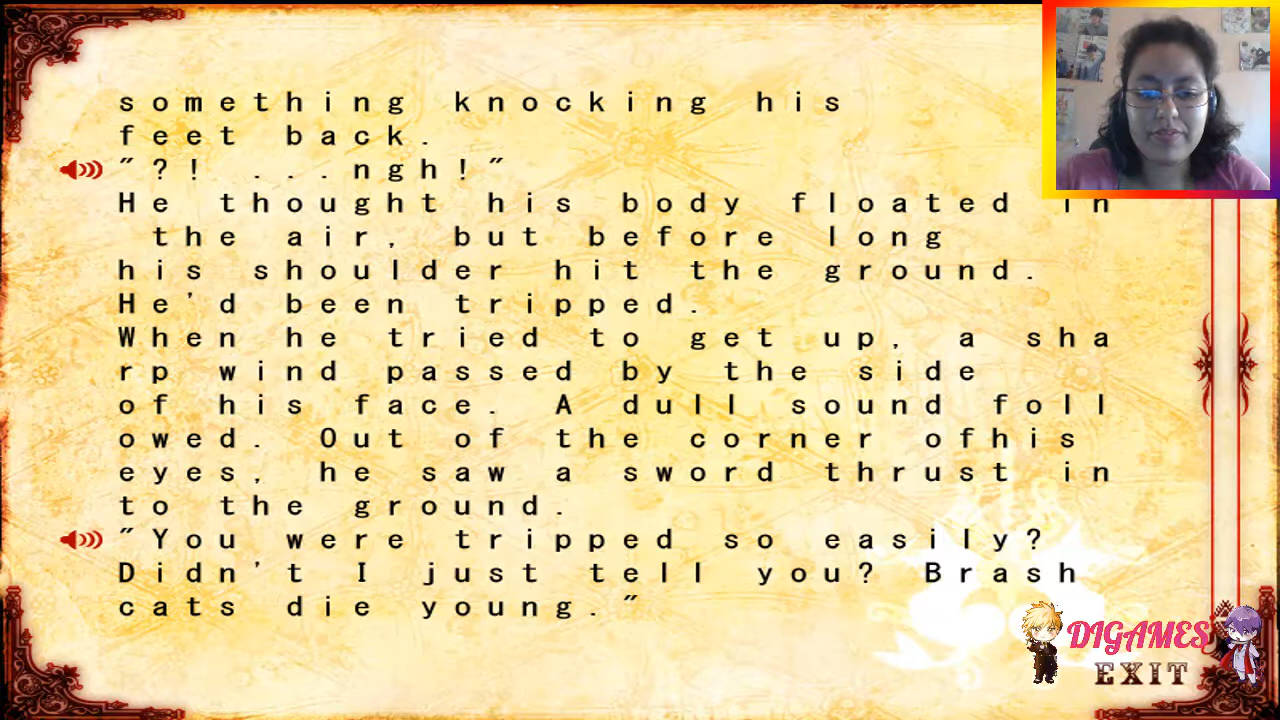 something knocking his
feet back.
"?! ...ngh!"
He thought his body floated in
the air, but before long
his shoulder hit the ground.
He'd been tripped.
When he tried to get up, a sha
rp wind passed by the side
of his face. A dull sound foll
owed. Out of the corner ofhis
eyes, he saw a sword thrust in
to the ground.
"You were tripped so easily?
Didn't I just tell you? Brash
cats die young."
DIGAMES
EXIT